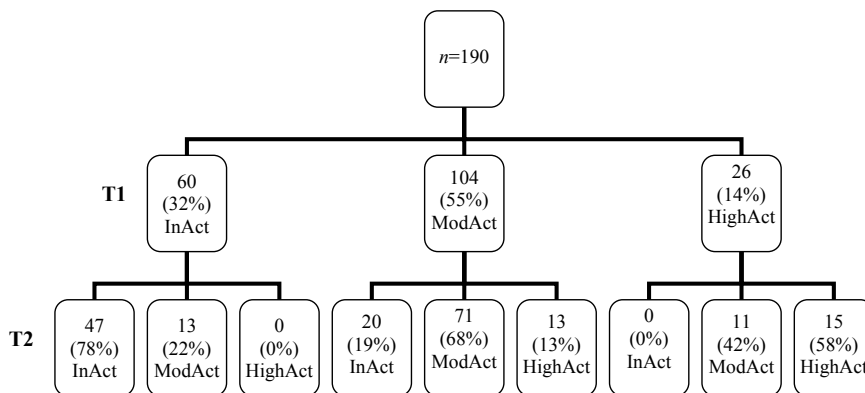 n=190
T1
60
(32%)
InAct
104
(55%)
ModAct
26
(14%)
HighAct
T2
47
(78%)
InAct
13
(22%)
ModAct
0
(0%)
HighAct
20
(19%)
InAct
71
(68%)
ModAct
13
(13%)
HighAct
0
(0%)
InAct
11
(42%)
ModAct
15
(58%)
HighAct